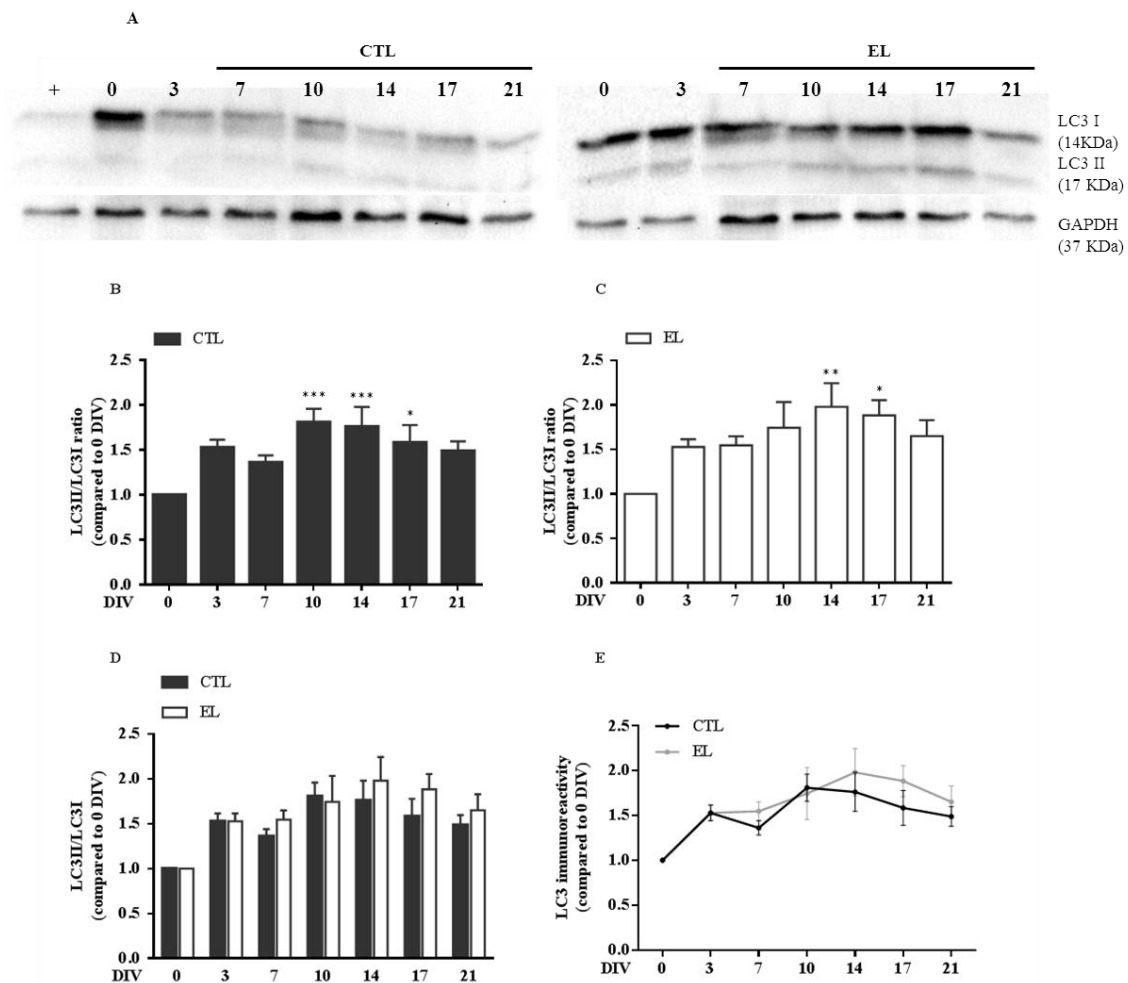 A
CTL
EL
+ 0 3 7 10 14 17 21
0 3 7 10 14 17 21
LC3 I
(14KDa)
LC3 II
(17 KDa)
GAPDH
(37 KDa)
B
CTL
LC3II/LC3I ratio
(compared to 0 DIV)
2.5
2.0
1.5
1.0
0.5
0.0
*** *** *
DIV 0 3 7 10 14 17 21
C
EL
LC3II/LC3I ratio
(compared to 0 DIV)
2.5
2.0
1.5
1.0
0.5
0.0
** *
DIV 0 3 7 10 14 17 21
D
CTL
EL
LC3II/LC3I
(compared to 0 DIV)
2.5
2.0
1.5
1.0
0.5
0.0
DIV 0 3 7 10 14 17 21
E
CTL
EL
LC3 immunoreactivity
(compared to 0 DIV)
2.5
2.0
1.5
1.0
0.5
0.0
DIV 0 3 7 10 14 17 21